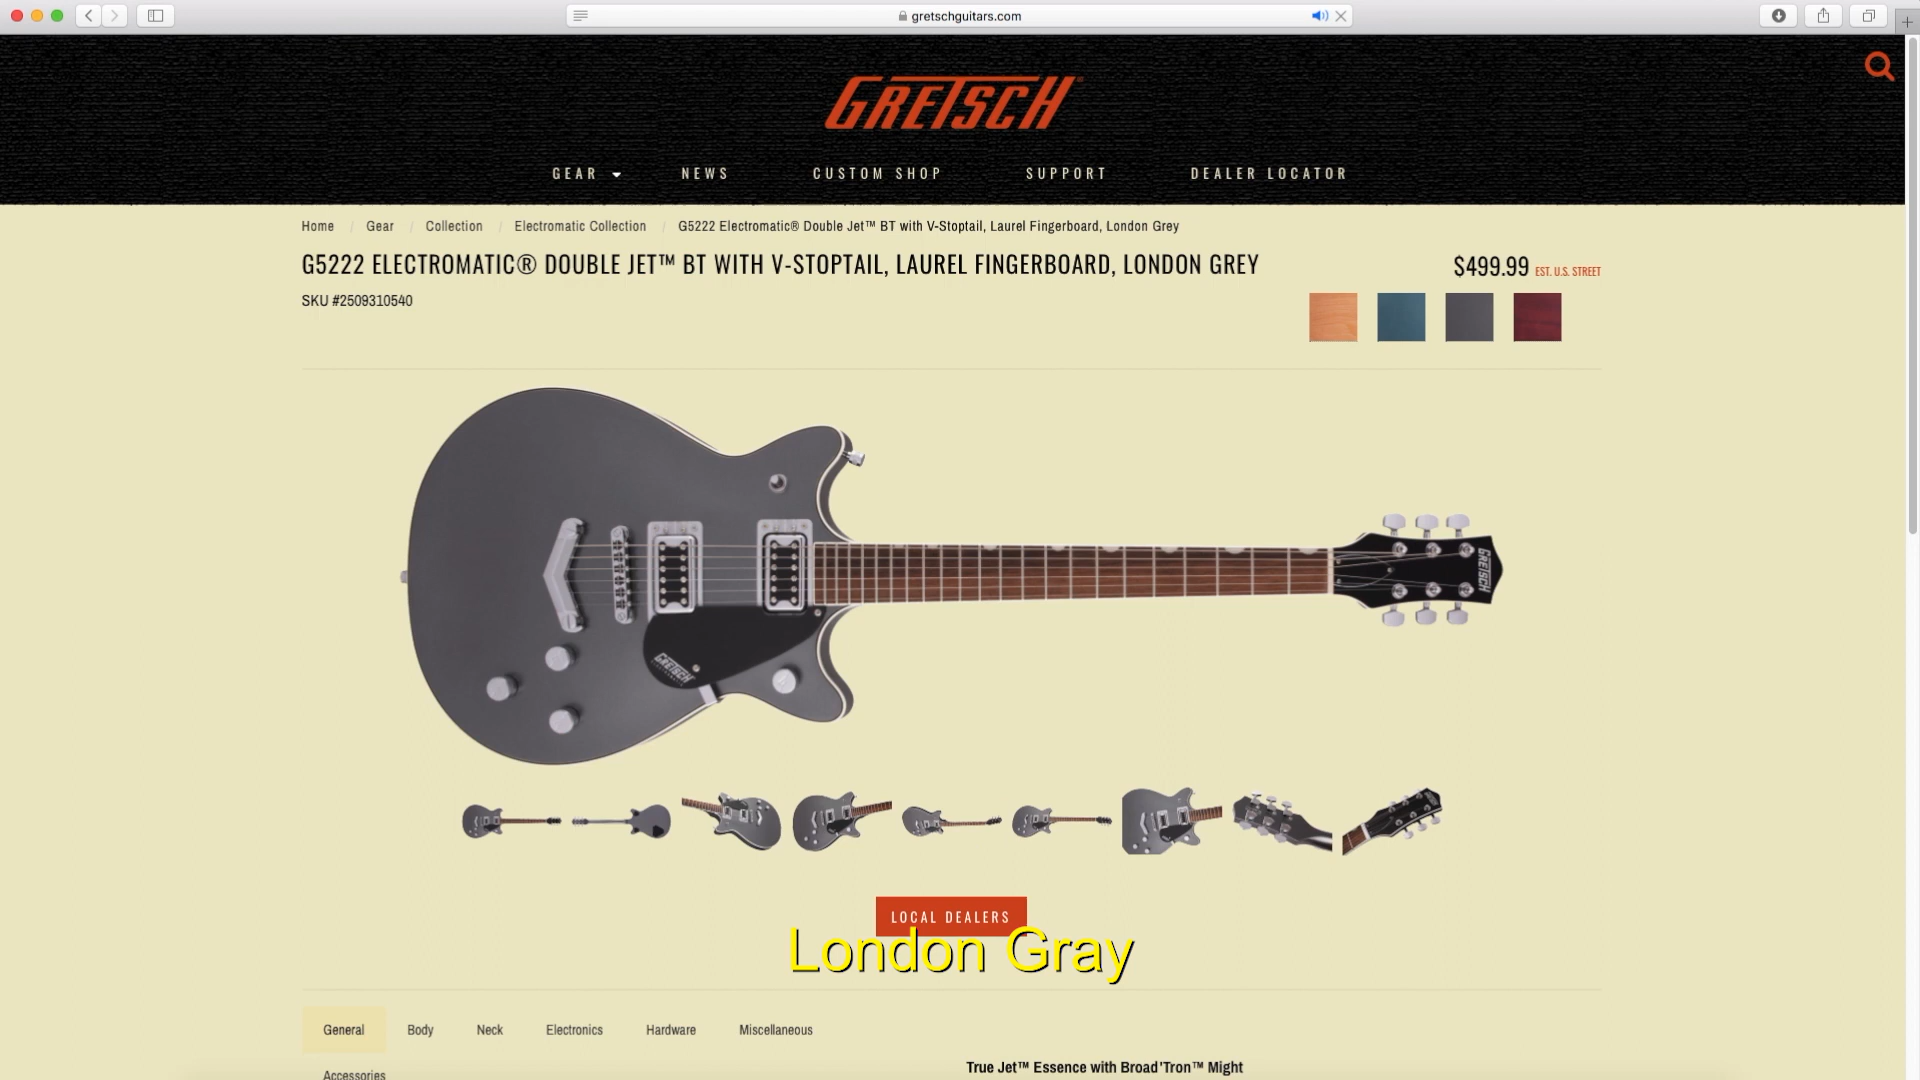 gretschguitars.com
GRETSCH
GEAR NEWS CUSTOM SHOP SUPPORT DEALER LOCATOR
Home / Gear / Collection / Electromatic Collection / G5222 Electromatic® Double Jet™ BT with V-Stoptail, Laurel Fingerboard, London Grey
G5222 ELECTROMATIC® DOUBLE JET™ BT WITH V-STOPTAIL, LAUREL FINGERBOARD, LONDON GREY
$499.99 EST. U.S. STREET
SKU #2509310540
GRETSCH
GRETSCH
LOCAL DEALERS
London Gray
General Body Neck Electronics Hardware Miscellaneous
Accessories
True Jet™ Essence with Broad'Tron™ Might